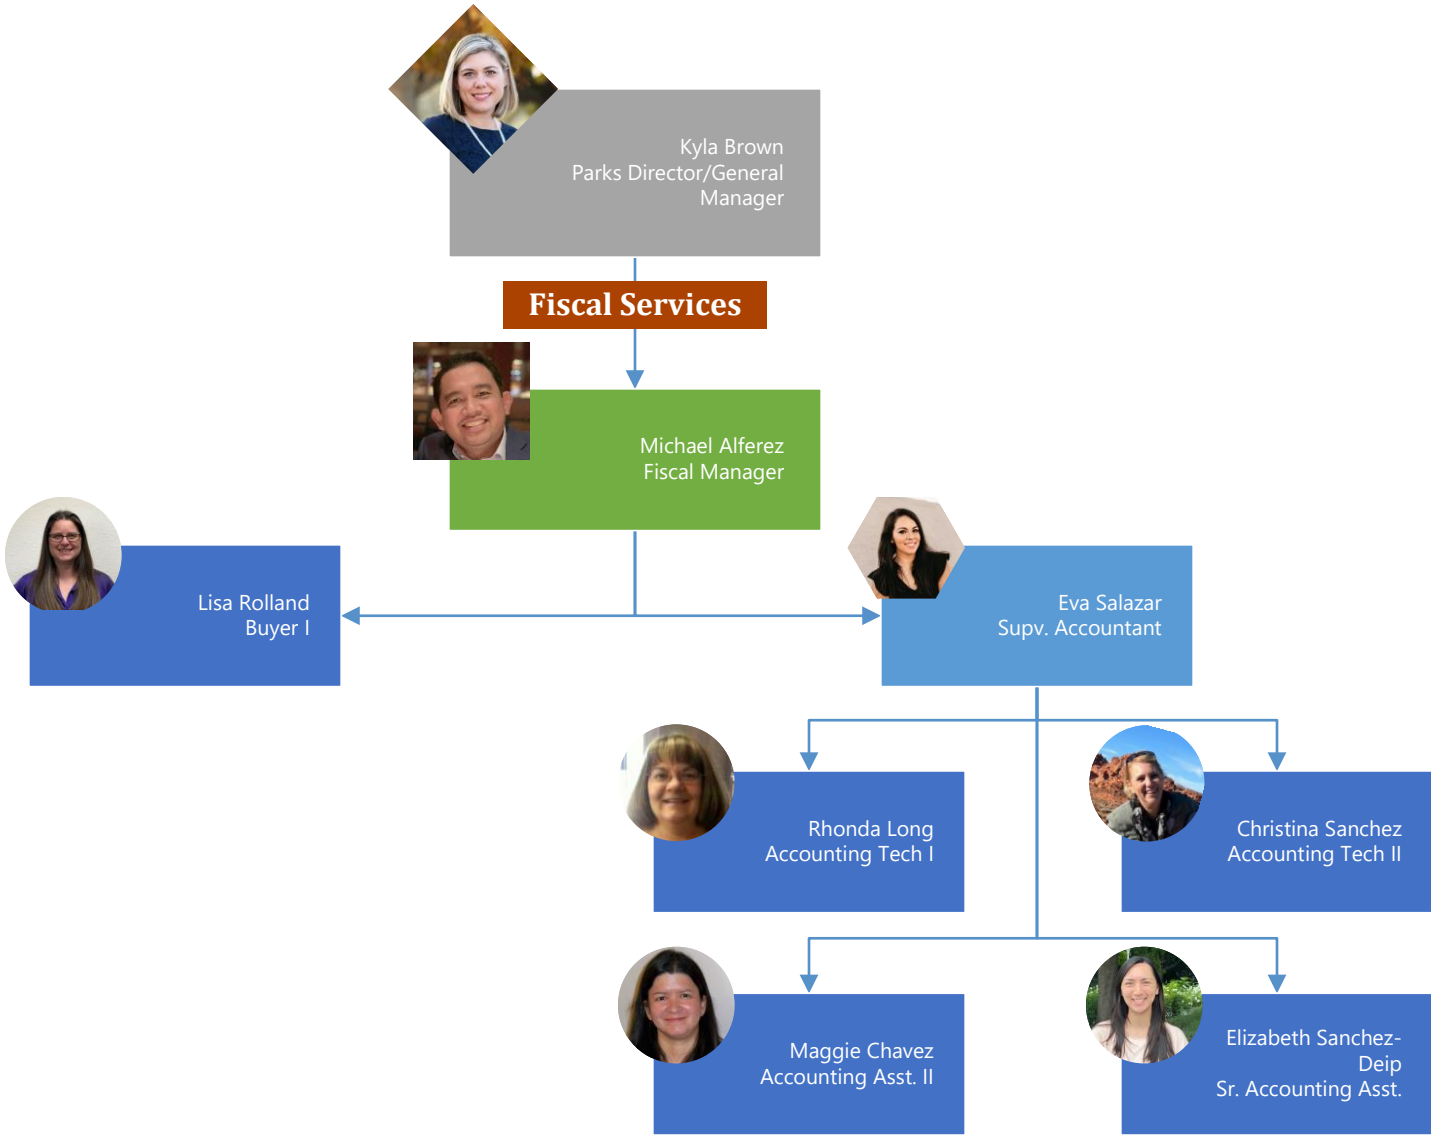 Kyla Brown
Parks Director/General
Manager
Fiscal Services
Michael Alferez
Fiscal Manager
Lisa Rolland
Buyer I
Eva Salazar
Supv. Accountant
Rhonda Long
Accounting Tech I
Christina Sanchez
Accounting Tech II
Maggie Chavez
Accounting Asst. II
Elizabeth Sanchez-
Deip
Sr. Accounting Asst.